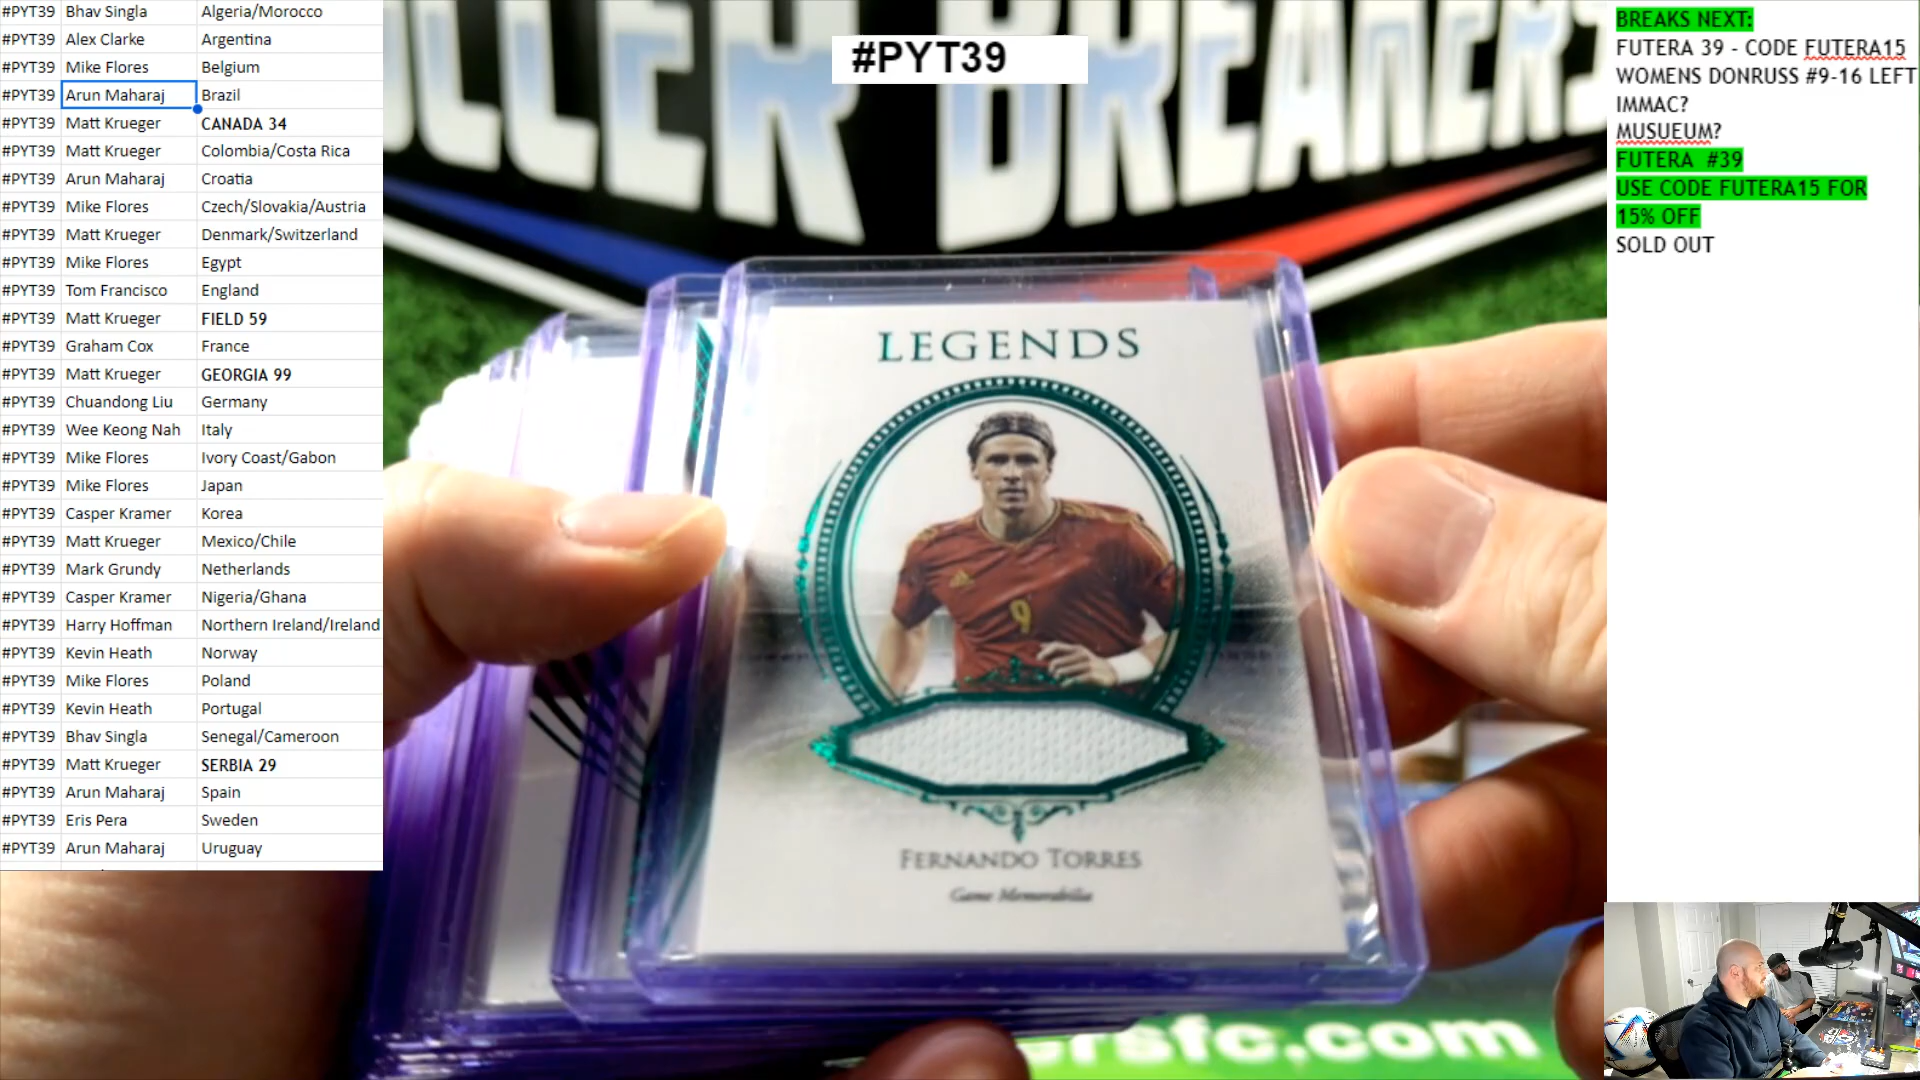 #PYT39 Bhav Singla Algeria/Morocco
#PYT39 Alex Clarke Argentina
#PYT39 Mike Flores Belgium
#PYT39 Arun Maharaj Brazil
#PYT39 Matt Krueger CANADA 34
#PYT39 Matt Krueger Colombia/Costa Rica
#PYT39 Arun Maharaj Croatia
#PYT39 Mike Flores Czech/Slovakia/Austria
#PYT39 Matt Krueger Denmark/Switzerland
#PYT39 Mike Flores Egypt
#PYT39 Tom Francisco England
#PYT39 Matt Krueger FIELD 59
#PYT39 Graham Cox France
#PYT39 Matt Krueger GEORGIA 99
#PYT39 Chuandong Liu Germany
#PYT39 Wee Keong Nah Italy
#PYT39 Mike Flores Ivory Coast/Gabon
#PYT39 Mike Flores Japan
#PYT39 Casper Kramer Korea
#PYT39 Matt Krueger Mexico/Chile
#PYT39 Mark Grundy Netherlands
#PYT39 Casper Kramer Nigeria/Ghana
#PYT39 Harry Hoffman Northern Ireland/Ireland
#PYT39 Kevin Heath Norway
#PYT39 Mike Flores Poland
#PYT39 Kevin Heath Portugal
#PYT39 Bhav Singla Senegal/Cameroon
#PYT39 Matt Krueger SERBIA 29
#PYT39 Arun Maharaj Spain
#PYT39 Eris Pera Sweden
#PYT39 Arun Maharaj Uruguay
#PYT39
CCER BREAKERS
LEGENDS
9
FERNANDO TORRES
Game Memorabilia
ersfc.com
BREAKS NEXT:
FUTERA 39 - CODE FUTERA15
WOMENS DONRUSS #9-16 LEFT
IMMAC?
MUSUEUM?
FUTERA #39
USE CODE FUTERA15 FOR
15% OFF
SOLD OUT